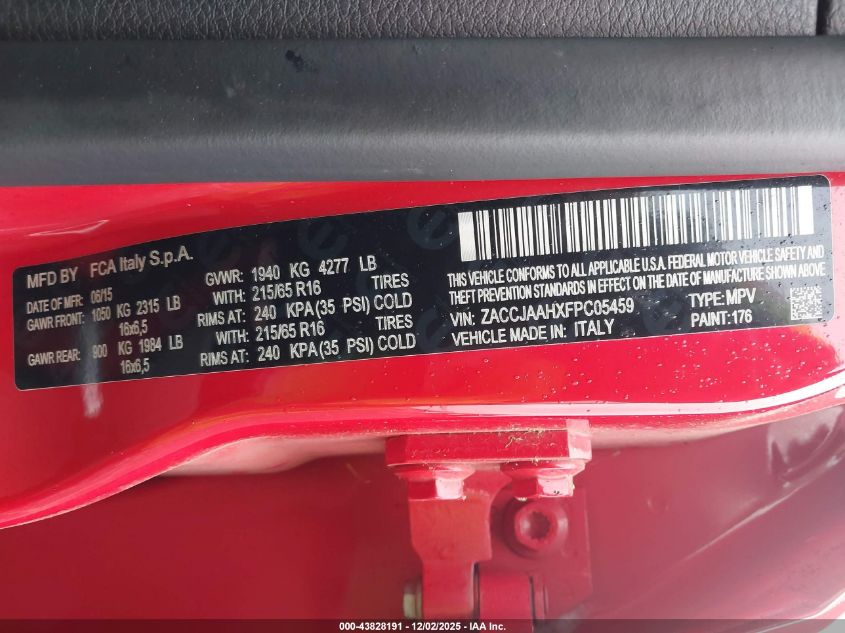 MFD BY FCA Italy S.p.A.
DATE OF MFR: 06/15 GVWR: 1940 KG 4277 LB
GAWR FRONT: 1050 KG 2315 LB WITH: 215/65 R16 TIRES
16x6,5 RIMS AT: 240 KPA (35 PSI) COLD
GAWR REAR: 900 KG 1984 LB WITH: 215/65 R16 TIRES
16x6,5 RIMS AT: 240 KPA (35 PSI) COLD
THIS VEHICLE CONFORMS TO ALL APPLICABLE U.S.A. FEDERAL MOTOR VEHICLE SAFETY AND
THEFT PREVENTION STANDARDS IN EFFECT ON THE DATE OF MANUFACTURE SHOWN ABOVE
VIN: ZACCJAAHXFPC05459 TYPE: MPV
VEHICLE MADE IN: ITALY PAINT: 176
000-43828191 - 12/02/2025 - IAA Inc.